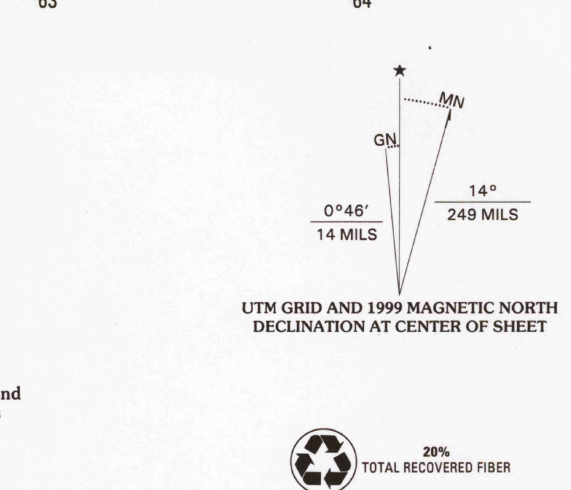 63 64
MN
GN
14°
249 MILS
0°46'
14 MILS
UTM GRID AND 1999 MAGNETIC NORTH
DECLINATION AT CENTER OF SHEET
nd
20%
TOTAL RECOVERED FIBER